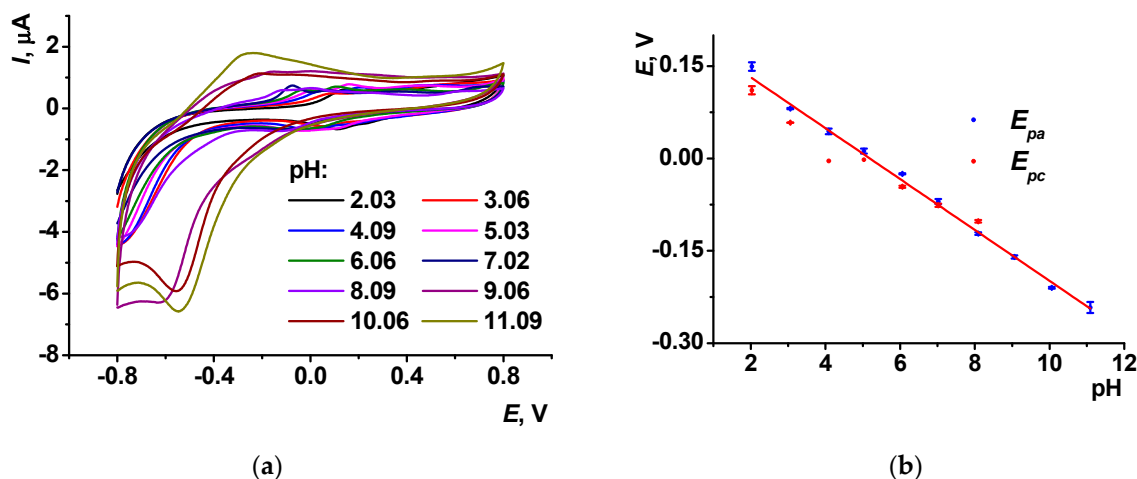 I, µA
2
0
-2
-4
-6
-8
pH:
2.03 3.06
4.09 5.03
6.06 7.02
8.09 9.06
10.06 11.09
-0.8 -0.4 0.0 0.4 0.8
E, V
(a)
E, V
0.15
0.00
-0.15
-0.30
Epa
Epc
2 4 6 8 10 12
pH
(b)